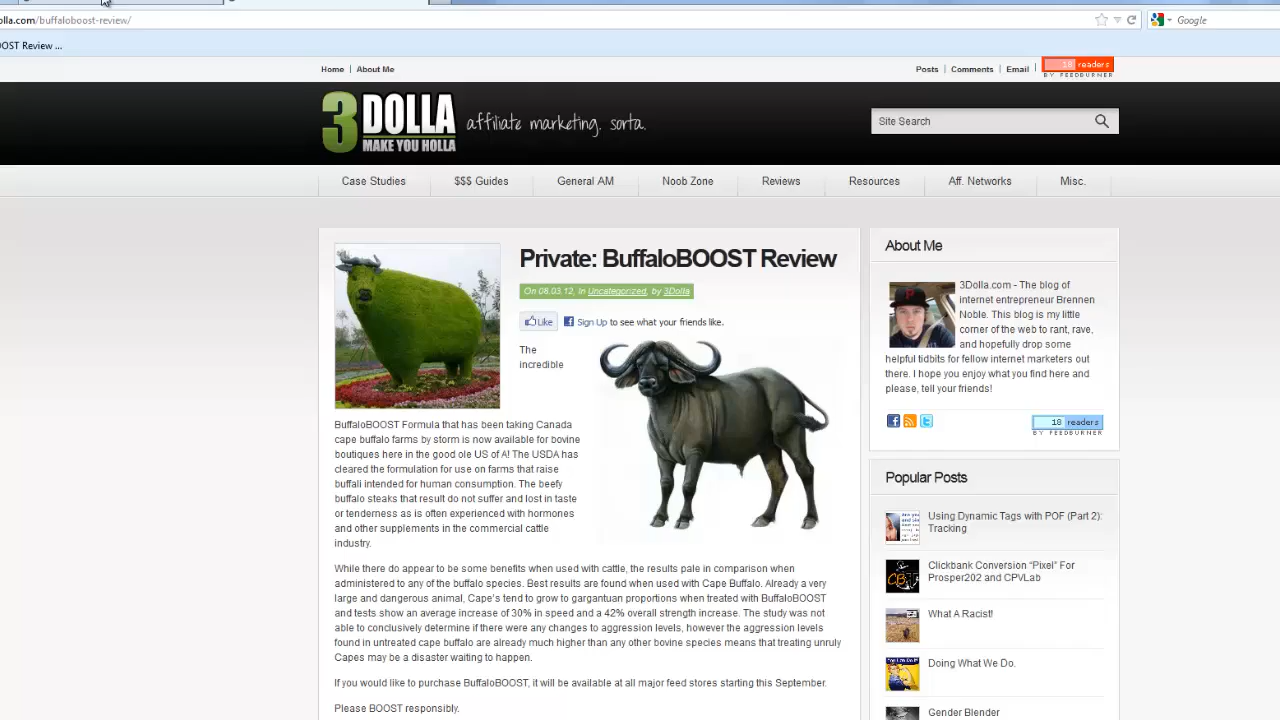 olla.com/buffaloboost-review/
Google
OST Review ...
Home | About Me
Posts | Comments | Email |
18 readers
BY FEEDBURNER
3DOLLA
MAKE YOU HOLLA
affiliate marketing. sorta.
Site Search
Case Studies
$$$ Guides
General AM
Noob Zone
Reviews
Resources
Aff. Networks
Misc.
Private: BuffaloBOOST Review
On 08.03.12, In Uncategorized, by 3Dolla
Like
Sign Up to see what your friends like.
The
incredible
BuffaloBOOST Formula that has been taking Canada
cape buffalo farms by storm is now available for bovine
boutiques here in the good ole US of A! The USDA has
cleared the formulation for use on farms that raise
buffali intended for human consumption. The beefy
buffalo steaks that result do not suffer and lost in taste
or tenderness as is often experienced with hormones
and other supplements in the commercial cattle
industry.
While there do appear to be some benefits when used with cattle, the results pale in comparison when
administered to any of the buffalo species. Best results are found when used with Cape Buffalo. Already a very
large and dangerous animal, Cape's tend to grow to gargantuan proportions when treated with BuffaloBOOST
and tests show an average increase of 30% in speed and a 42% overall strength increase. The study was not
able to conclusively determine if there were any changes to aggression levels, however the aggression levels
found in untreated cape buffalo are already much higher than any other bovine species means that treating unruly
Capes may be a disaster waiting to happen.
If you would like to purchase BuffaloBOOST, it will be available at all major feed stores starting this September.
Please BOOST responsibly.
About Me
3Dolla.com - The blog of
internet entrepreneur Brennen
Noble. This blog is my little
corner of the web to rant, rave,
and hopefully drop some
helpful tidbits for fellow internet marketers out
there. I hope you enjoy what you find here and
please, tell your friends!
18 readers
BY FEEDBURNER
Popular Posts
Using Dynamic Tags with POF (Part 2):
Tracking
Clickbank Conversion “Pixel” For
Prosper202 and CPVLab
What A Racist!
Doing What We Do.
Gender Blender